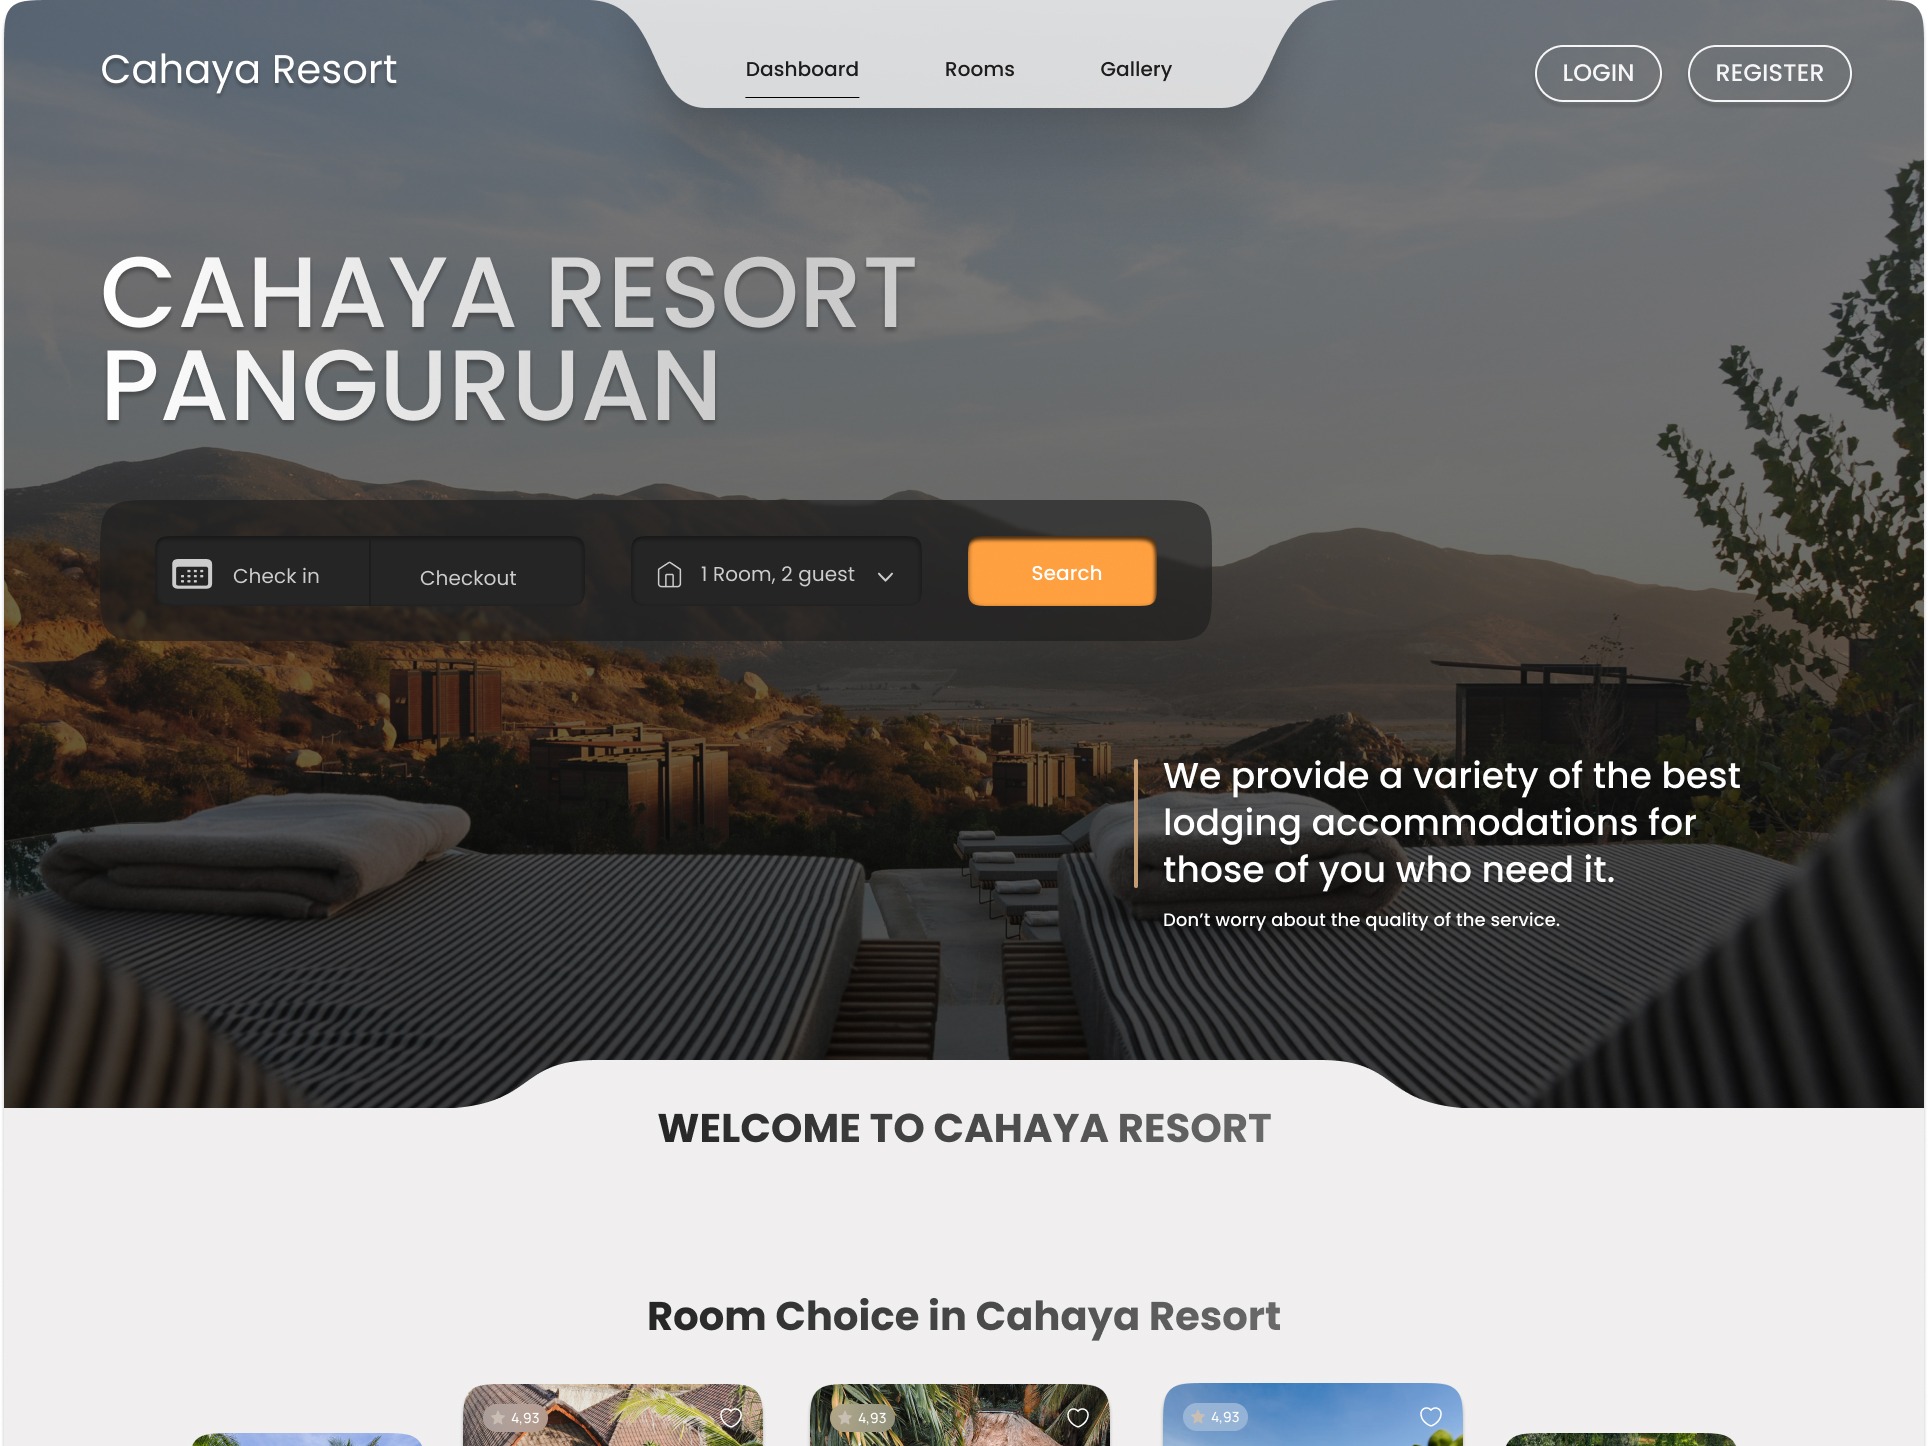 Cahaya Resort
Dashboard
Rooms
Gallery
LOGIN
REGISTER
CAHAYA RESORT
PANGURUAN
Check in
Checkout
1 Room, 2 guest
Search
We provide a variety of the best
lodging accommodations for
those of you who need it.
Don’t worry about the quality of the service.
WELCOME TO CAHAYA RESORT
Room Choice in Cahaya Resort
4,93
4,93
4,93